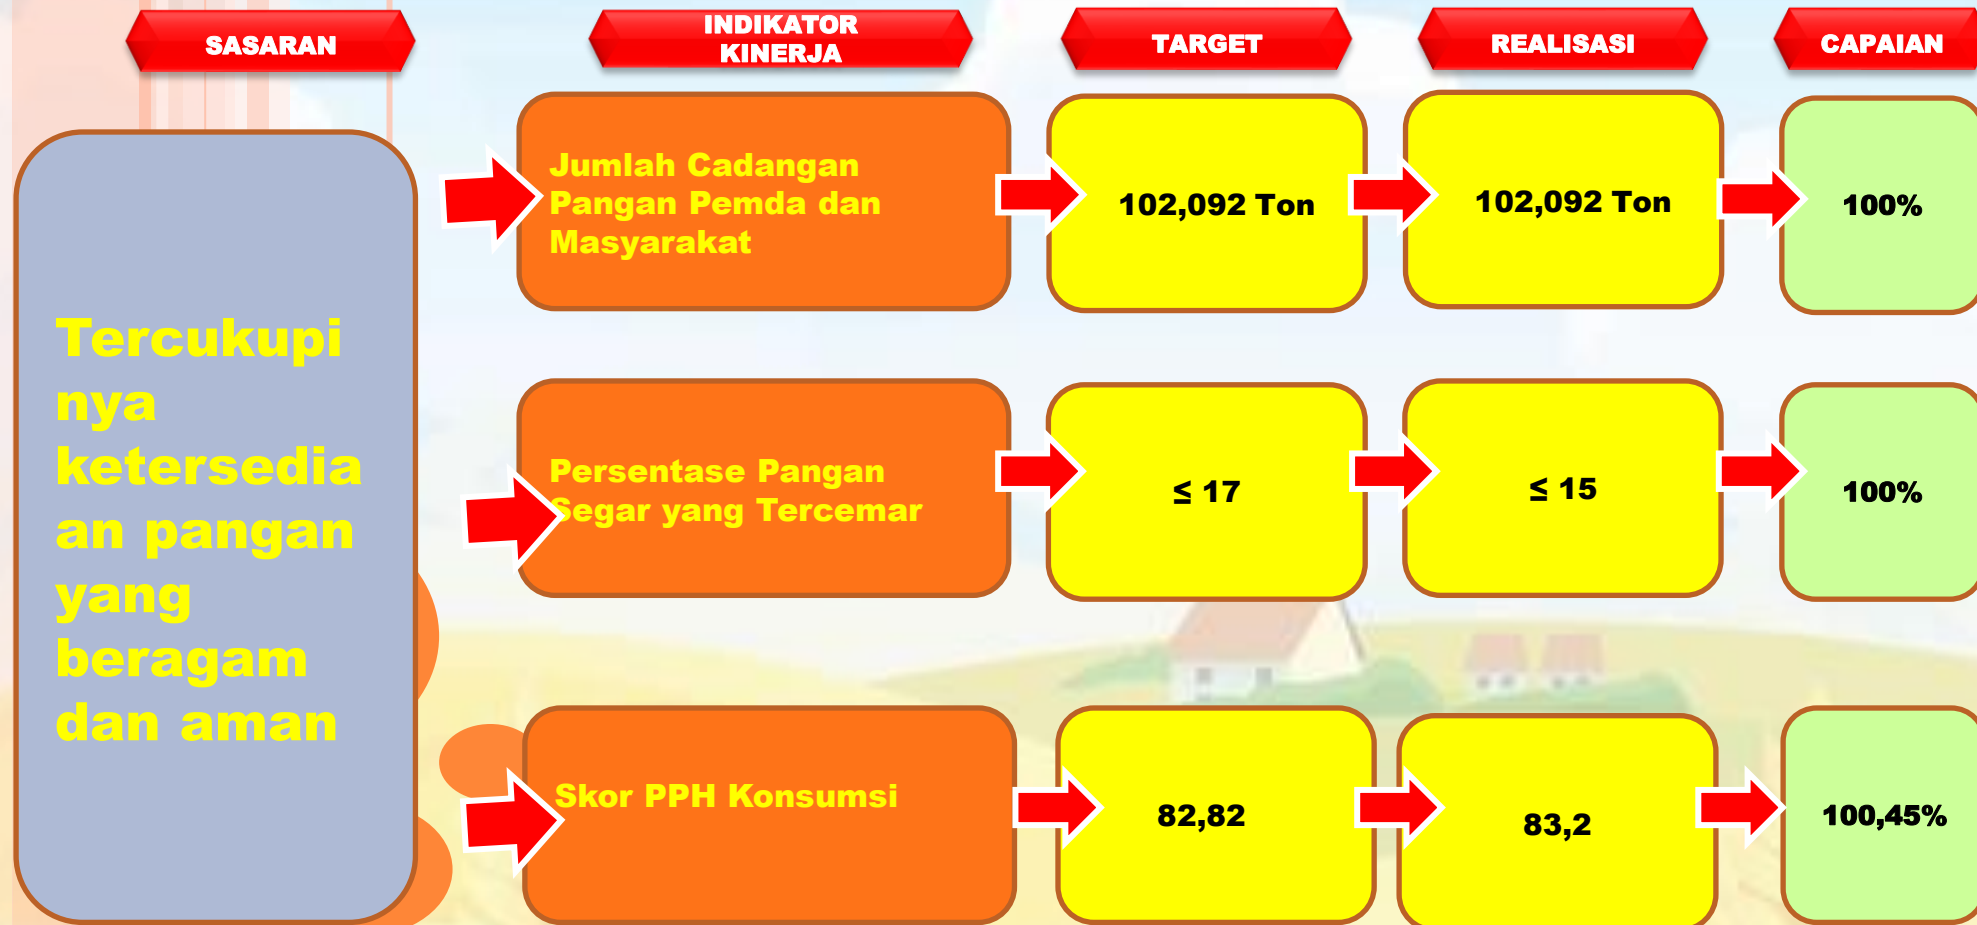 SASARAN
INDIKATOR
KINERJA
TARGET
REALISASI
CAPAIAN
Tercukupi
nya
ketersedia
an pangan
yang
beragam
dan aman
Jumlah Cadangan
Pangan Pemda dan
Masyarakat
102,092 Ton
102,092 Ton
100%
Persentase Pangan
Segar yang Tercemar
≤ 17
≤ 15
100%
Skor PPH Konsumsi
82,82
83,2
100,45%